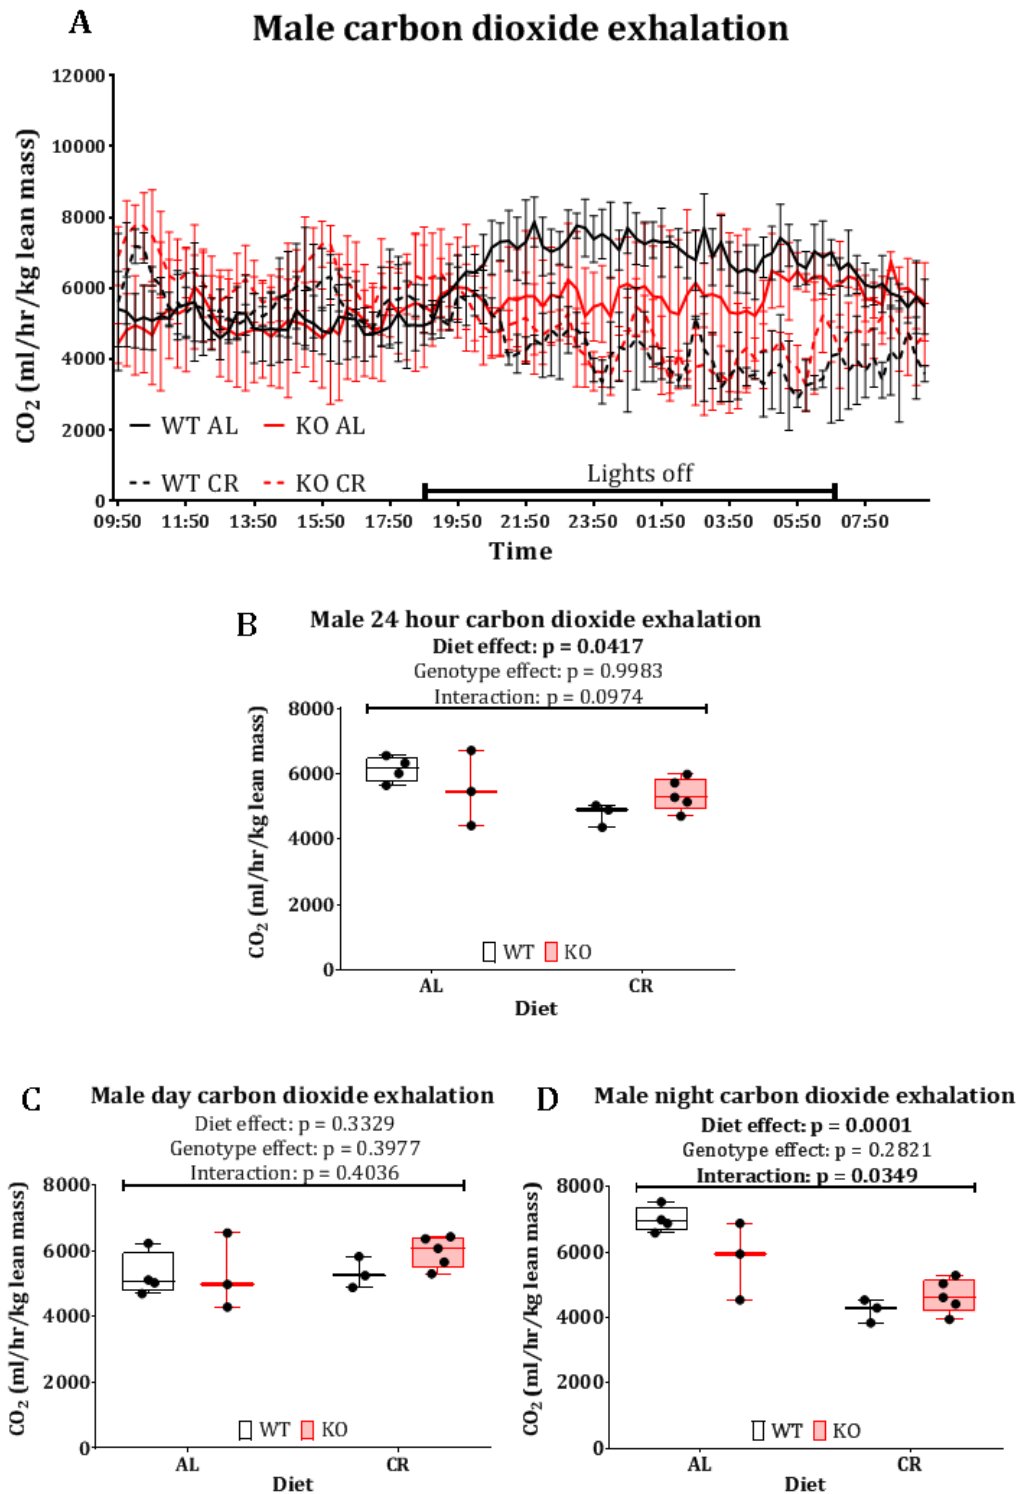 A
Male carbon dioxide exhalation
CO2 (ml/hr/kg lean mass)
12000
10000
8000
6000
4000
2000
0
WT AL
KO AL
WT CR
KO CR
Lights off
09:50 11:50 13:50 15:50 17:50 19:50 21:50 23:50 01:50 03:50 05:50 07:50
Time
B
Male 24 hour carbon dioxide exhalation
Diet effect: p = 0.0417
Genotype effect: p = 0.9983
Interaction: p = 0.0974
CO2 (ml/hr/kg lean mass)
8000
6000
4000
2000
0
WT KO
AL CR
Diet
C
Male day carbon dioxide exhalation
Diet effect: p = 0.3329
Genotype effect: p = 0.3977
Interaction: p = 0.4036
CO2 (ml/hr/kg lean mass)
8000
6000
4000
2000
0
WT KO
AL CR
Diet
D
Male night carbon dioxide exhalation
Diet effect: p = 0.0001
Genotype effect: p = 0.2821
Interaction: p = 0.0349
CO2 (ml/hr/kg lean mass)
8000
6000
4000
2000
0
WT KO
AL CR
Diet